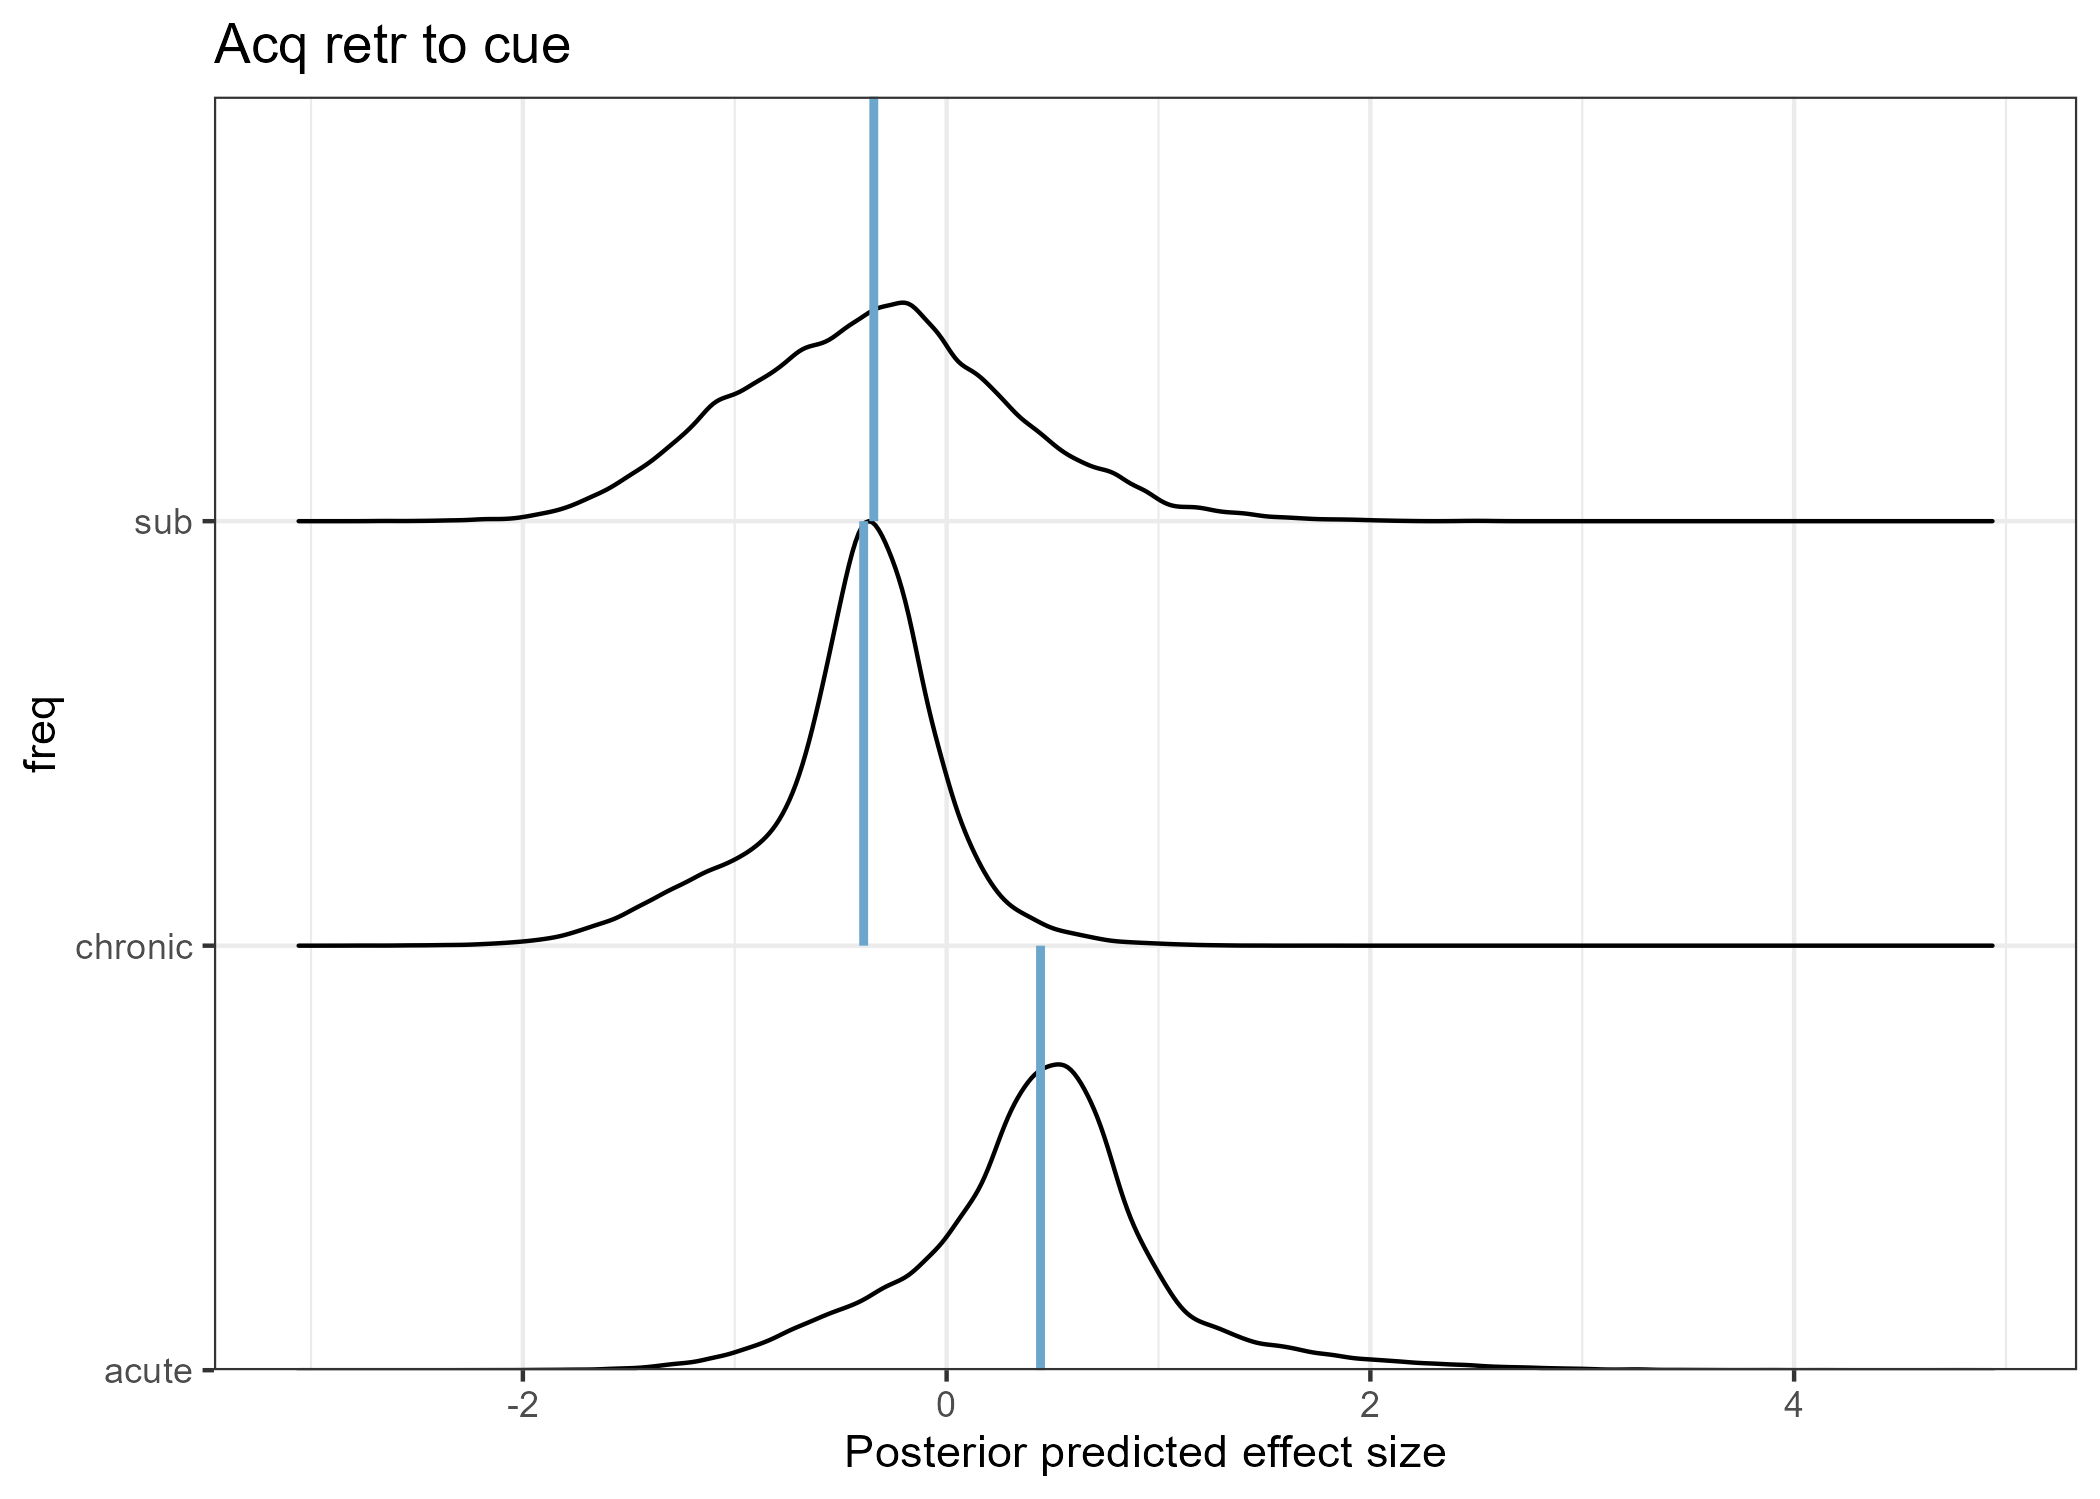 Acq retr to cue
freq
sub
chronic
acute
-2
0
2
4
Posterior predicted effect size